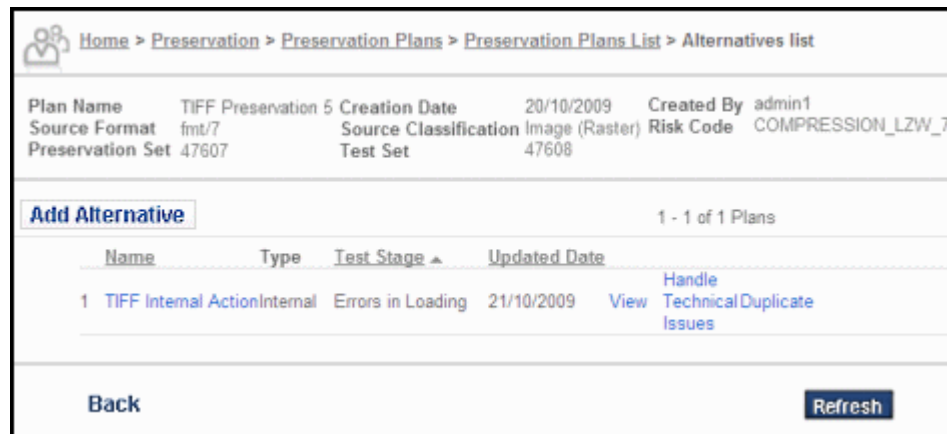 Home > Preservation > Preservation Plans > Preservation Plans List > Alternatives list
Plan Name TIFF Preservation 5 Creation Date 20/10/2009 Created By admin1
Source Format fmt/7 Source Classification Image (Raster) Risk Code COMPRESSION_LZW_7
Preservation Set 47607 Test Set 47608
Add Alternative 1 - 1 of 1 Plans
Name Type Test Stage Updated Date
1 TIFF Internal Action Internal Errors in Loading 21/10/2009 View Handle Technical Issues Duplicate
Back Refresh